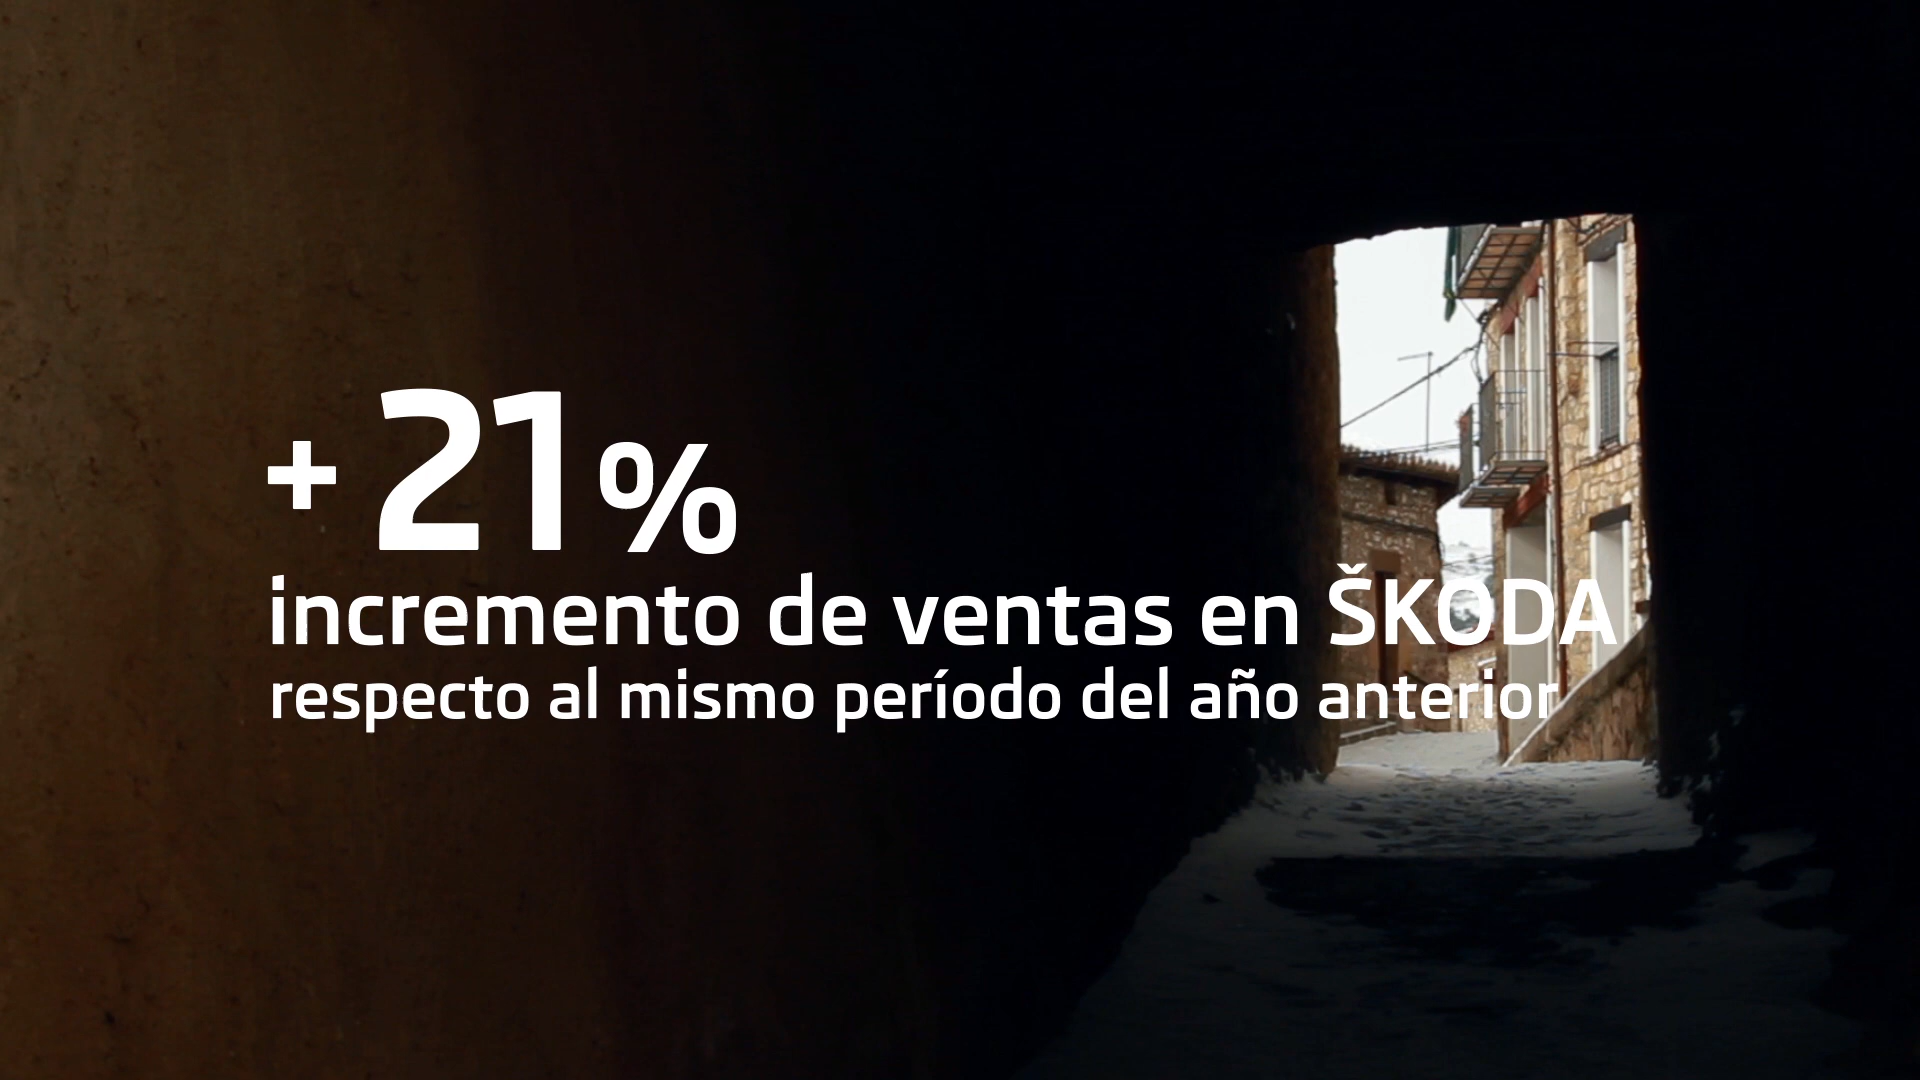 +21%
incremento de ventas en ŠKODA
respecto al mismo período del año anterior